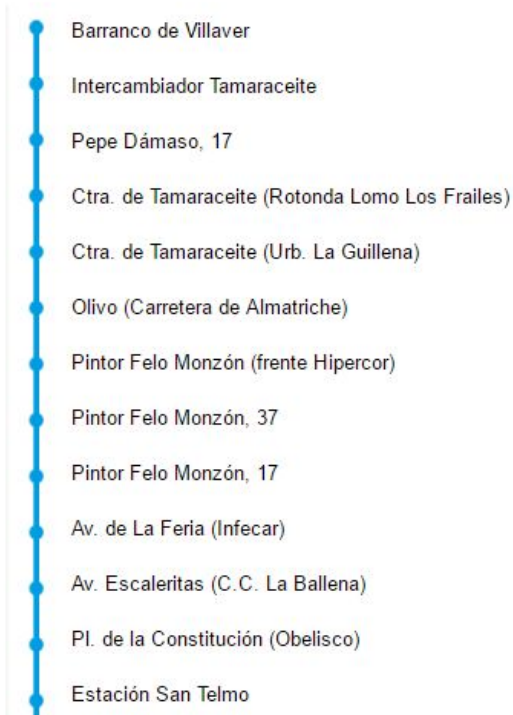 Barranco de Villaver
Intercambiador Tamaraceite
Pepe Dámaso, 17
Ctra. de Tamaraceite (Rotonda Lomo Los Frailes)
Ctra. de Tamaraceite (Urb. La Guillena)
Olivo (Carretera de Almatriche)
Pintor Felo Monzón (frente Hipercor)
Pintor Felo Monzón, 37
Pintor Felo Monzón, 17
Av. de La Feria (Infecar)
Av. Escaleritas (C.C. La Ballena)
Pl. de la Constitución (Obelisco)
Estación San Telmo